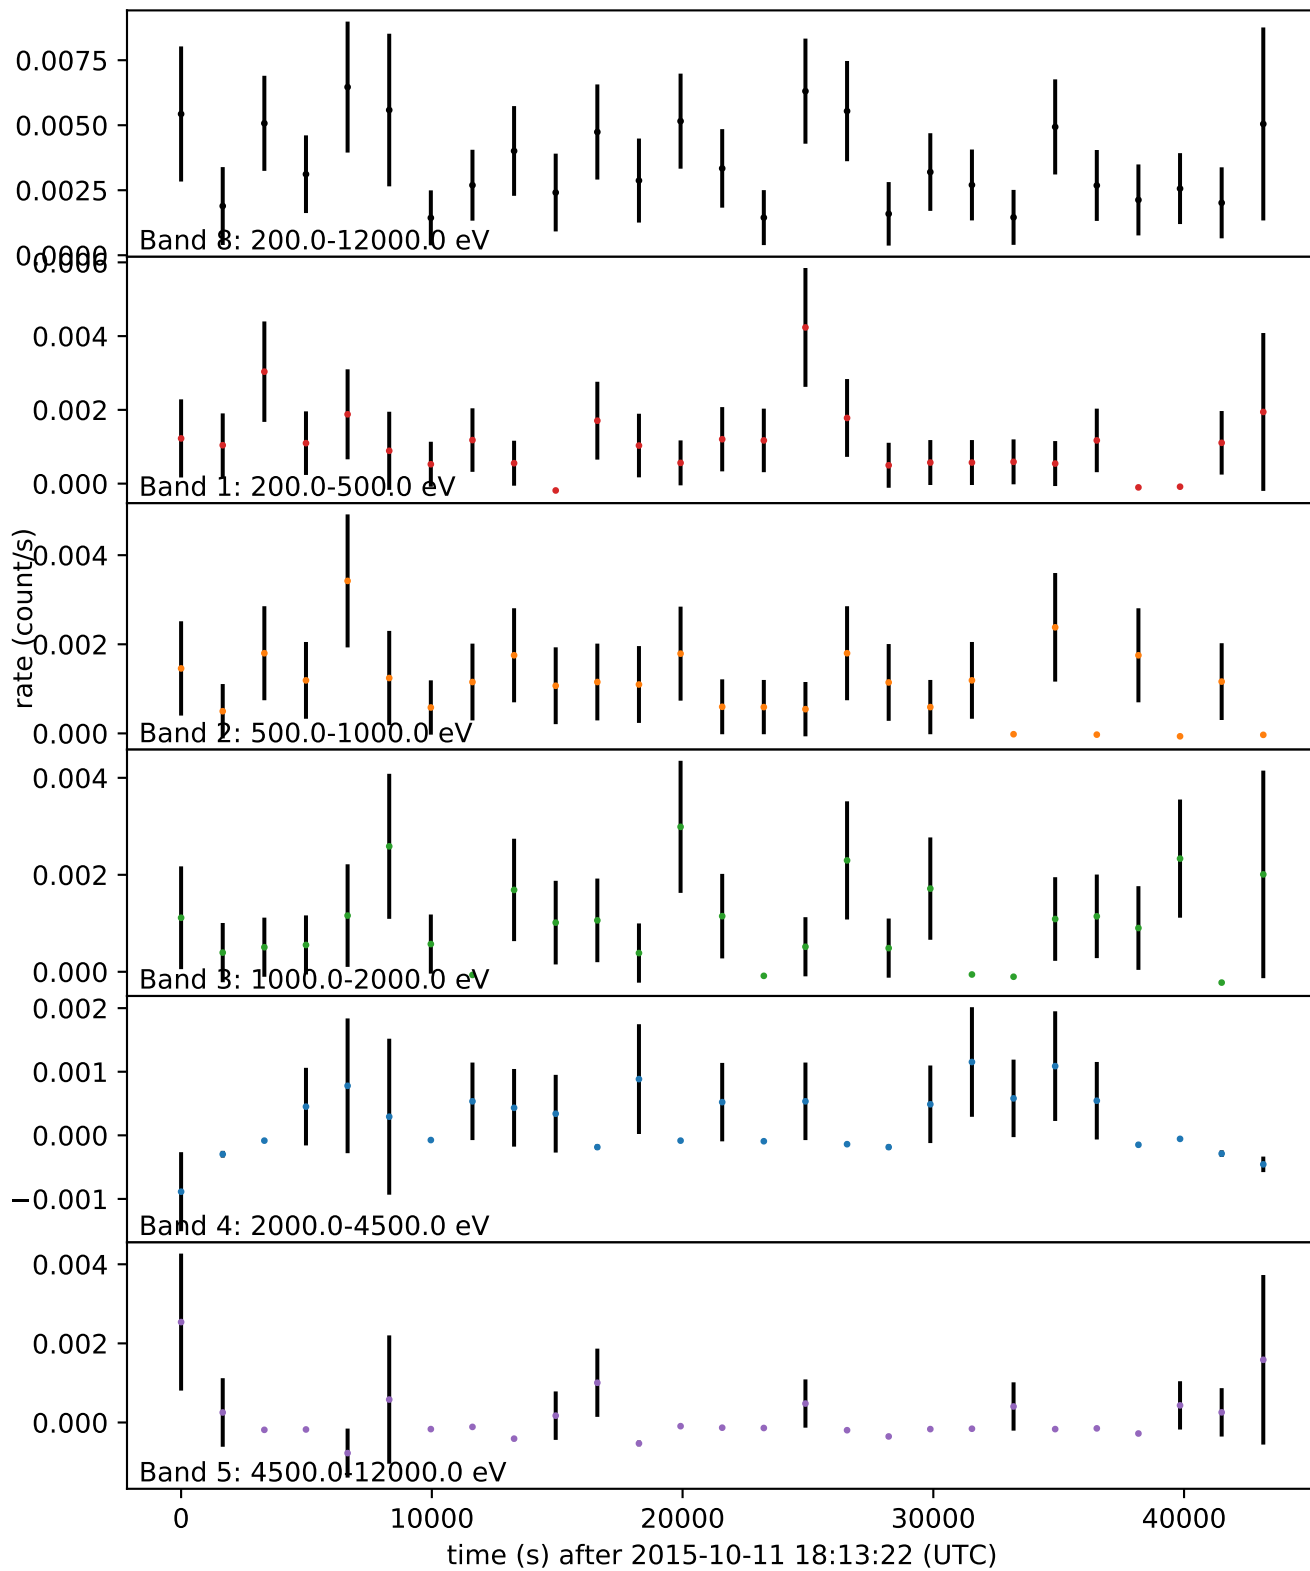 0.0075
0.0050
0.0025
0.0000
Band 8: 200.0-12000.0 eV
0.006
0.004
0.002
0.000
Band 1: 200.0-500.0 eV
0.004
0.002
0.000
Band 2: 500.0-1000.0 eV
rate (count/s)
0.004
0.002
0.000
Band 3: 1000.0-2000.0 eV
0.002
0.001
0.000
−0.001
Band 4: 2000.0-4500.0 eV
0.004
0.002
0.000
Band 5: 4500.0-12000.0 eV
0 10000 20000 30000 40000
time (s) after 2015-10-11 18:13:22 (UTC)